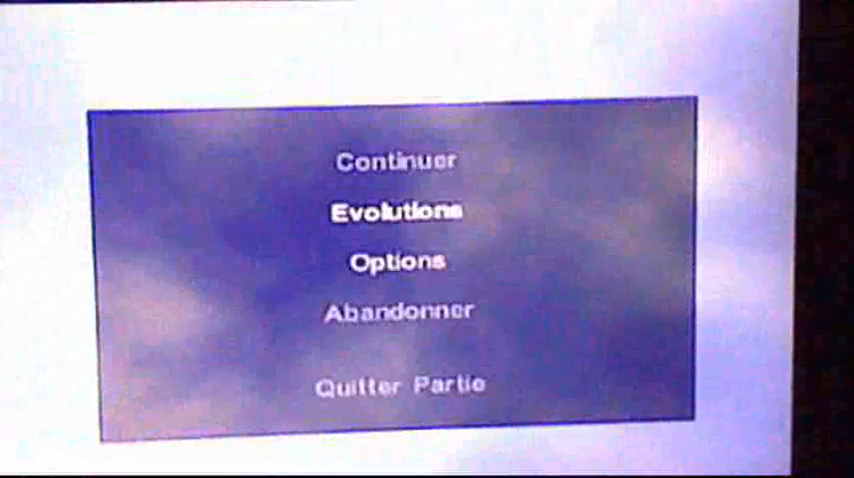 Continuer
Evolutions
Options
Abandonner
Quitter Partie